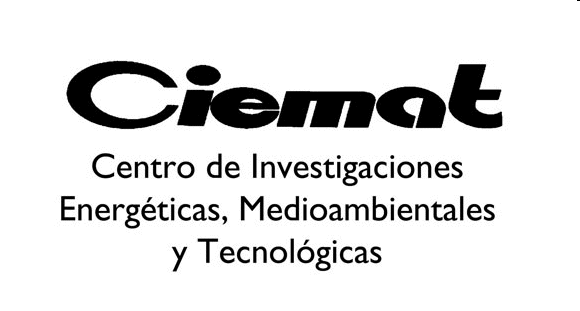 Ciemat
Centro de Investigaciones
Energéticas, Medioambientales
y Tecnológicas